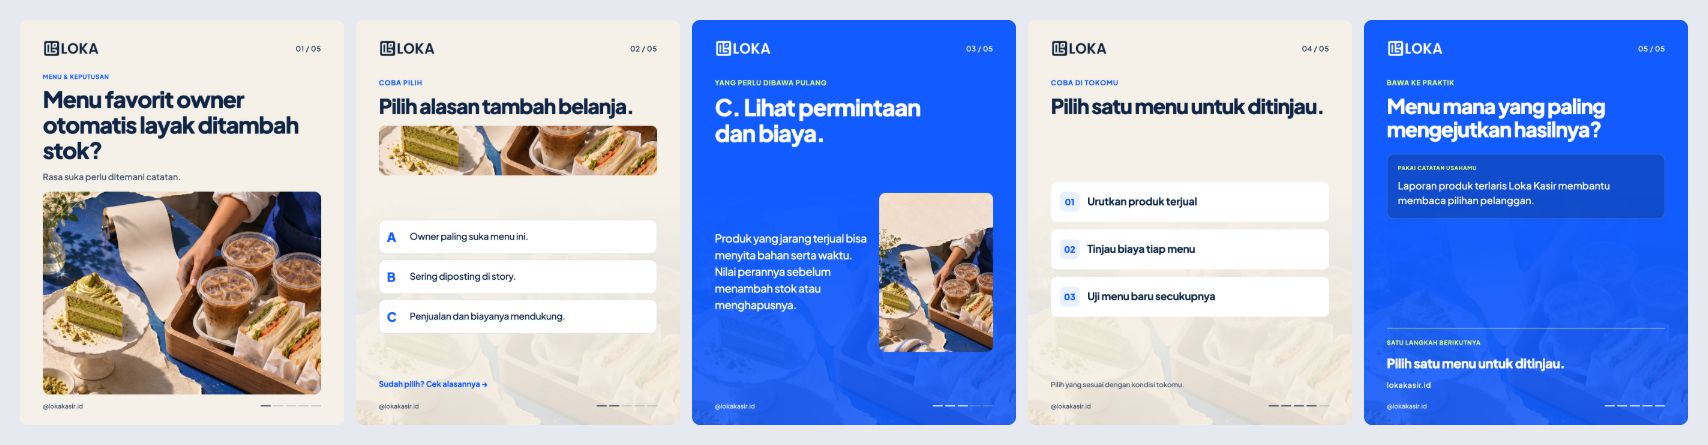 LOKA
01 / 05
MENU & KEPUTUSAN
Menu favorit owner
otomatis layak ditambah
stok?
Rasa suka perlu ditemani catatan.
@lokakasir.id
LOKA
02 / 05
COBA PILIH
Pilih alasan tambah belanja.
A Owner paling suka menu ini.
B Sering diposting di story.
C Penjualan dan biayanya mendukung.
Sudah pilih? Cek alasannya →
@lokakasir.id
LOKA
03 / 05
YANG PERLU DIBAWA PULANG
C. Lihat permintaan
dan biaya.
Produk yang jarang terjual bisa
menyita bahan serta waktu.
Nilai perannya sebelum
menambah stok atau
menghapusnya.
@lokakasir.id
LOKA
04 / 05
COBA DI TOKOMU
Pilih satu menu untuk ditinjau.
01 Urutkan produk terjual
02 Tinjau biaya tiap menu
03 Uji menu baru secukupnya
Pilih yang sesuai dengan kondisi tokomu.
@lokakasir.id
LOKA
05 / 05
BAWA KE PRAKTIK
Menu mana yang paling
mengejutkan hasilnya?
PAKAI CATATAN USAHAMU
Laporan produk terlaris Loka Kasir membantu
membaca pilihan pelanggan.
SATU LANGKAH BERIKUTNYA
Pilih satu menu untuk ditinjau.
lokakasir.id
@lokakasir.id